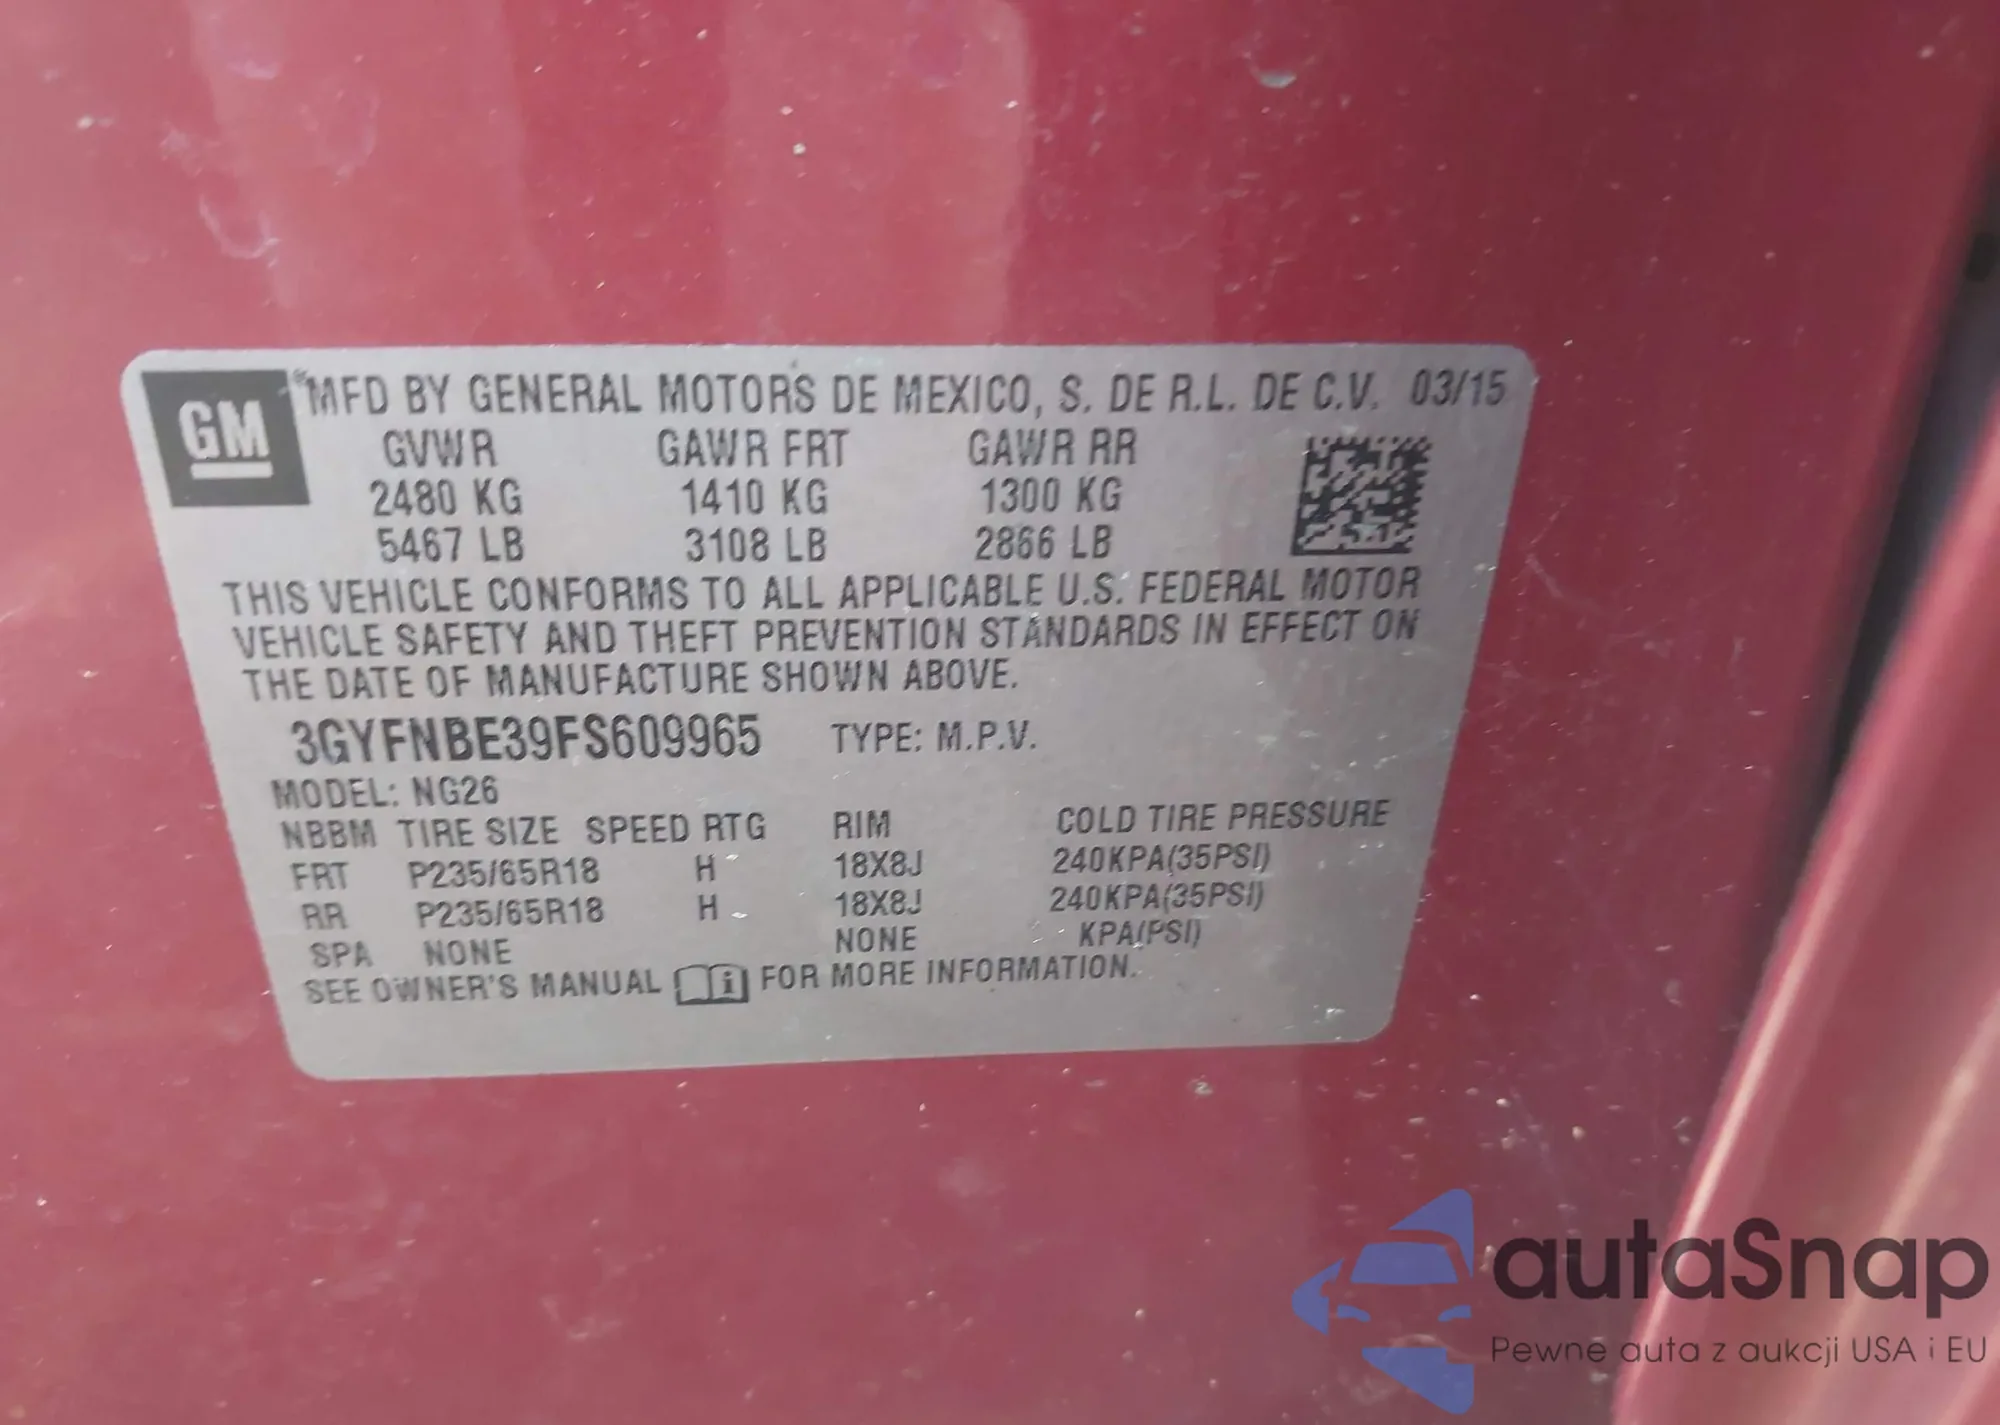 GM ® MFD BY GENERAL MOTORS DE MEXICO, S. DE R.L. DE C.V. 03/15
GVWR GAWR FRT GAWR RR
2480 KG 1410 KG 1300 KG
5467 LB 3108 LB 2866 LB
THIS VEHICLE CONFORMS TO ALL APPLICABLE U.S. FEDERAL MOTOR
VEHICLE SAFETY AND THEFT PREVENTION STANDARDS IN EFFECT ON
THE DATE OF MANUFACTURE SHOWN ABOVE.
3GYFNBE39FS609965 TYPE: M.P.V.
MODEL: NG26
NBBM TIRE SIZE SPEED RTG RIM COLD TIRE PRESSURE
FRT P235/65R18 H 18X8J 240KPA(35PSI)
RR P235/65R18 H 18X8J 240KPA(35PSI)
SPA NONE NONE KPA(PSI)
SEE OWNER'S MANUAL i FOR MORE INFORMATION.
autaSnap
Pewne auta z aukcji USA i EU